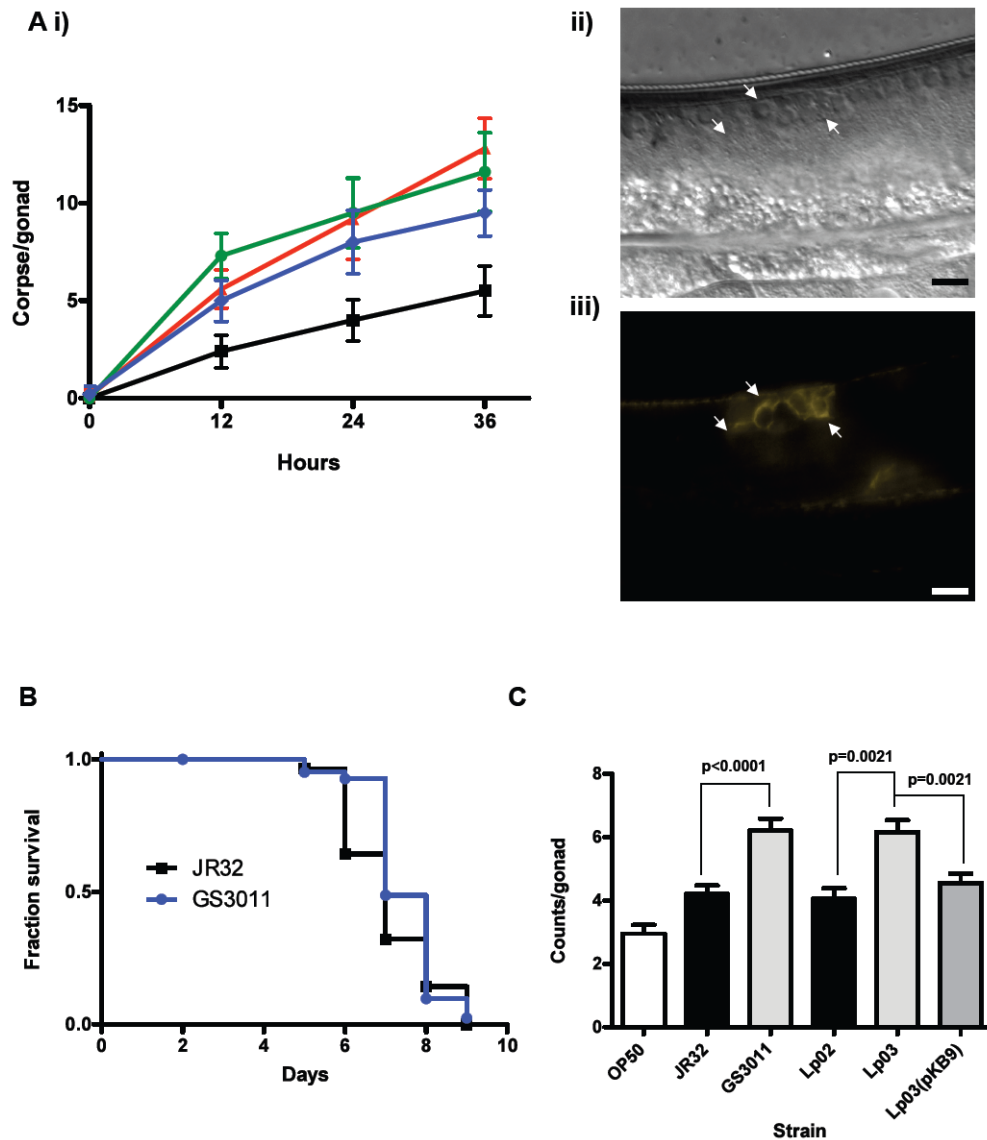 A i)
15
10
5
0
Corpse/gonad
0 12 24 36
Hours
ii)
iii)
B
1.0
0.5
0.0
Fraction survival
JR32
GS3011
0 2 4 6 8 10
Days
C
8
6
4
2
0
Counts/gonad
p<0.0001
p=0.0021
p=0.0021
OP50 JR32 GS3011 Lp02 Lp03 Lp03(pKB9)
Strain